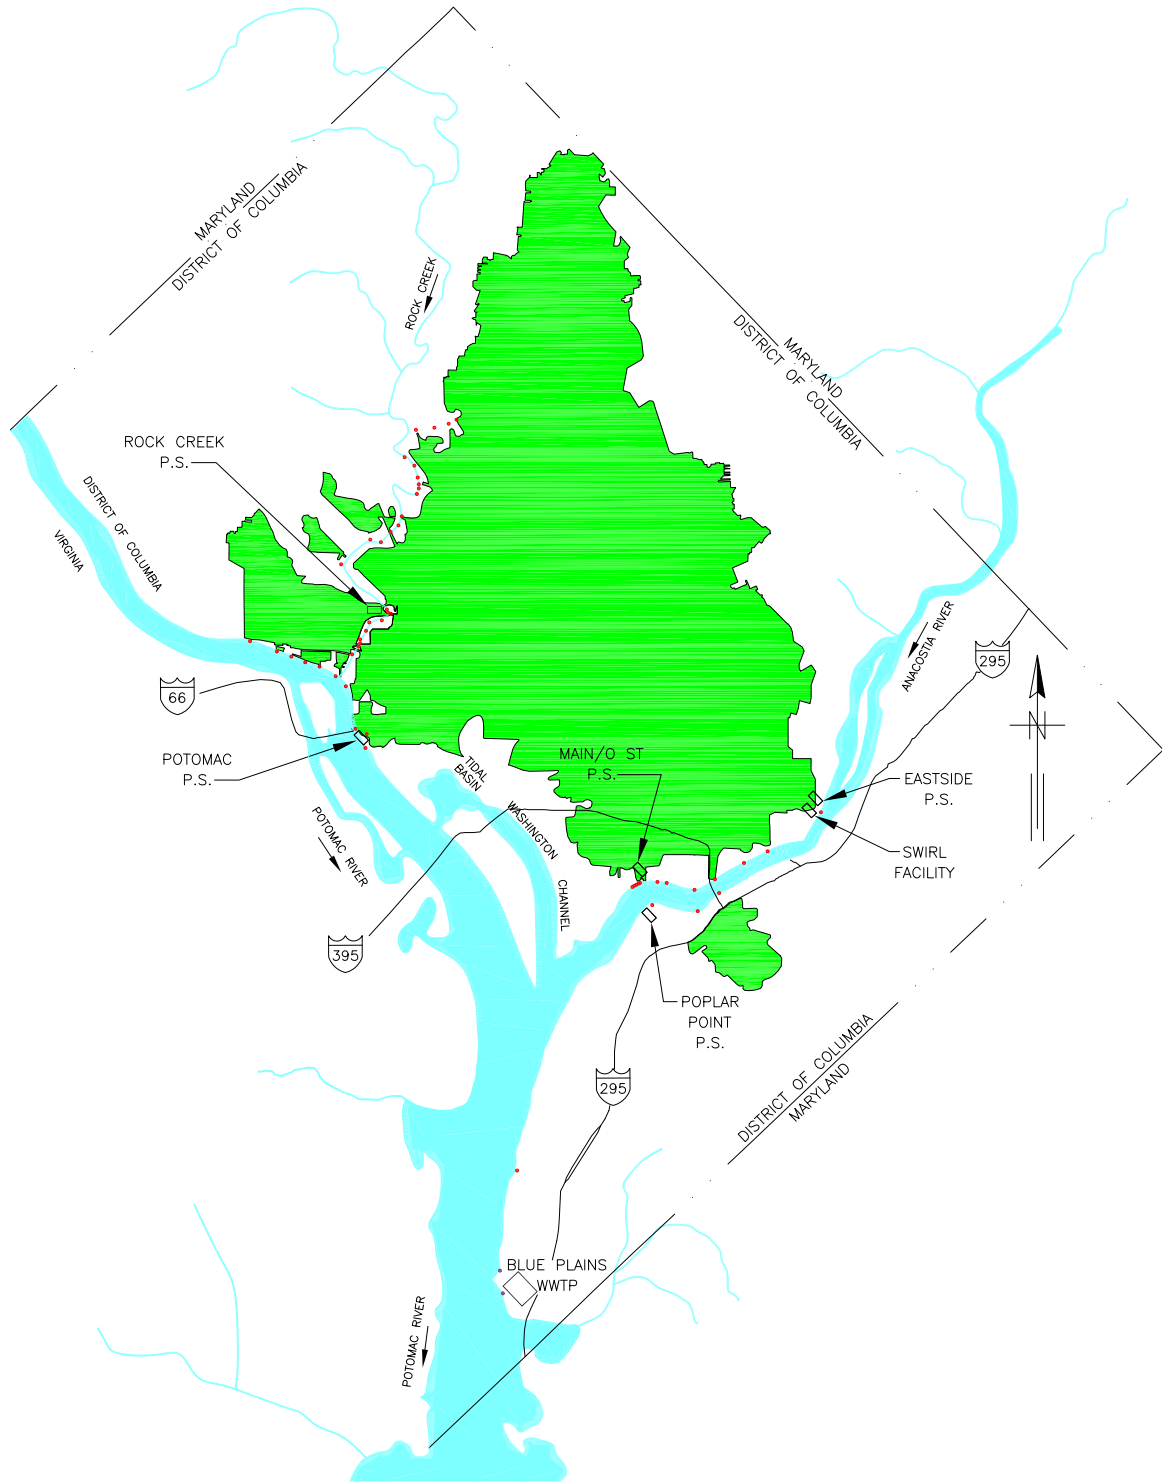 MARYLAND
DISTRICT OF COLUMBIA
ROCK CREEK
MARYLAND
DISTRICT OF COLUMBIA
ROCK CREEK
P.S.
DISTRICT OF COLUMBIA
VIRGINIA
ANACOSTIA RIVER
295
66
N
POTOMAC
P.S.
TIDAL
BASIN
MAIN/O ST
P.S.
EASTSIDE
P.S.
WASHINGTON
CHANNEL
POTOMAC RIVER
SWIRL
FACILITY
395
POPLAR
POINT
P.S.
DISTRICT OF COLUMBIA
MARYLAND
295
BLUE PLAINS
WWTP
POTOMAC RIVER